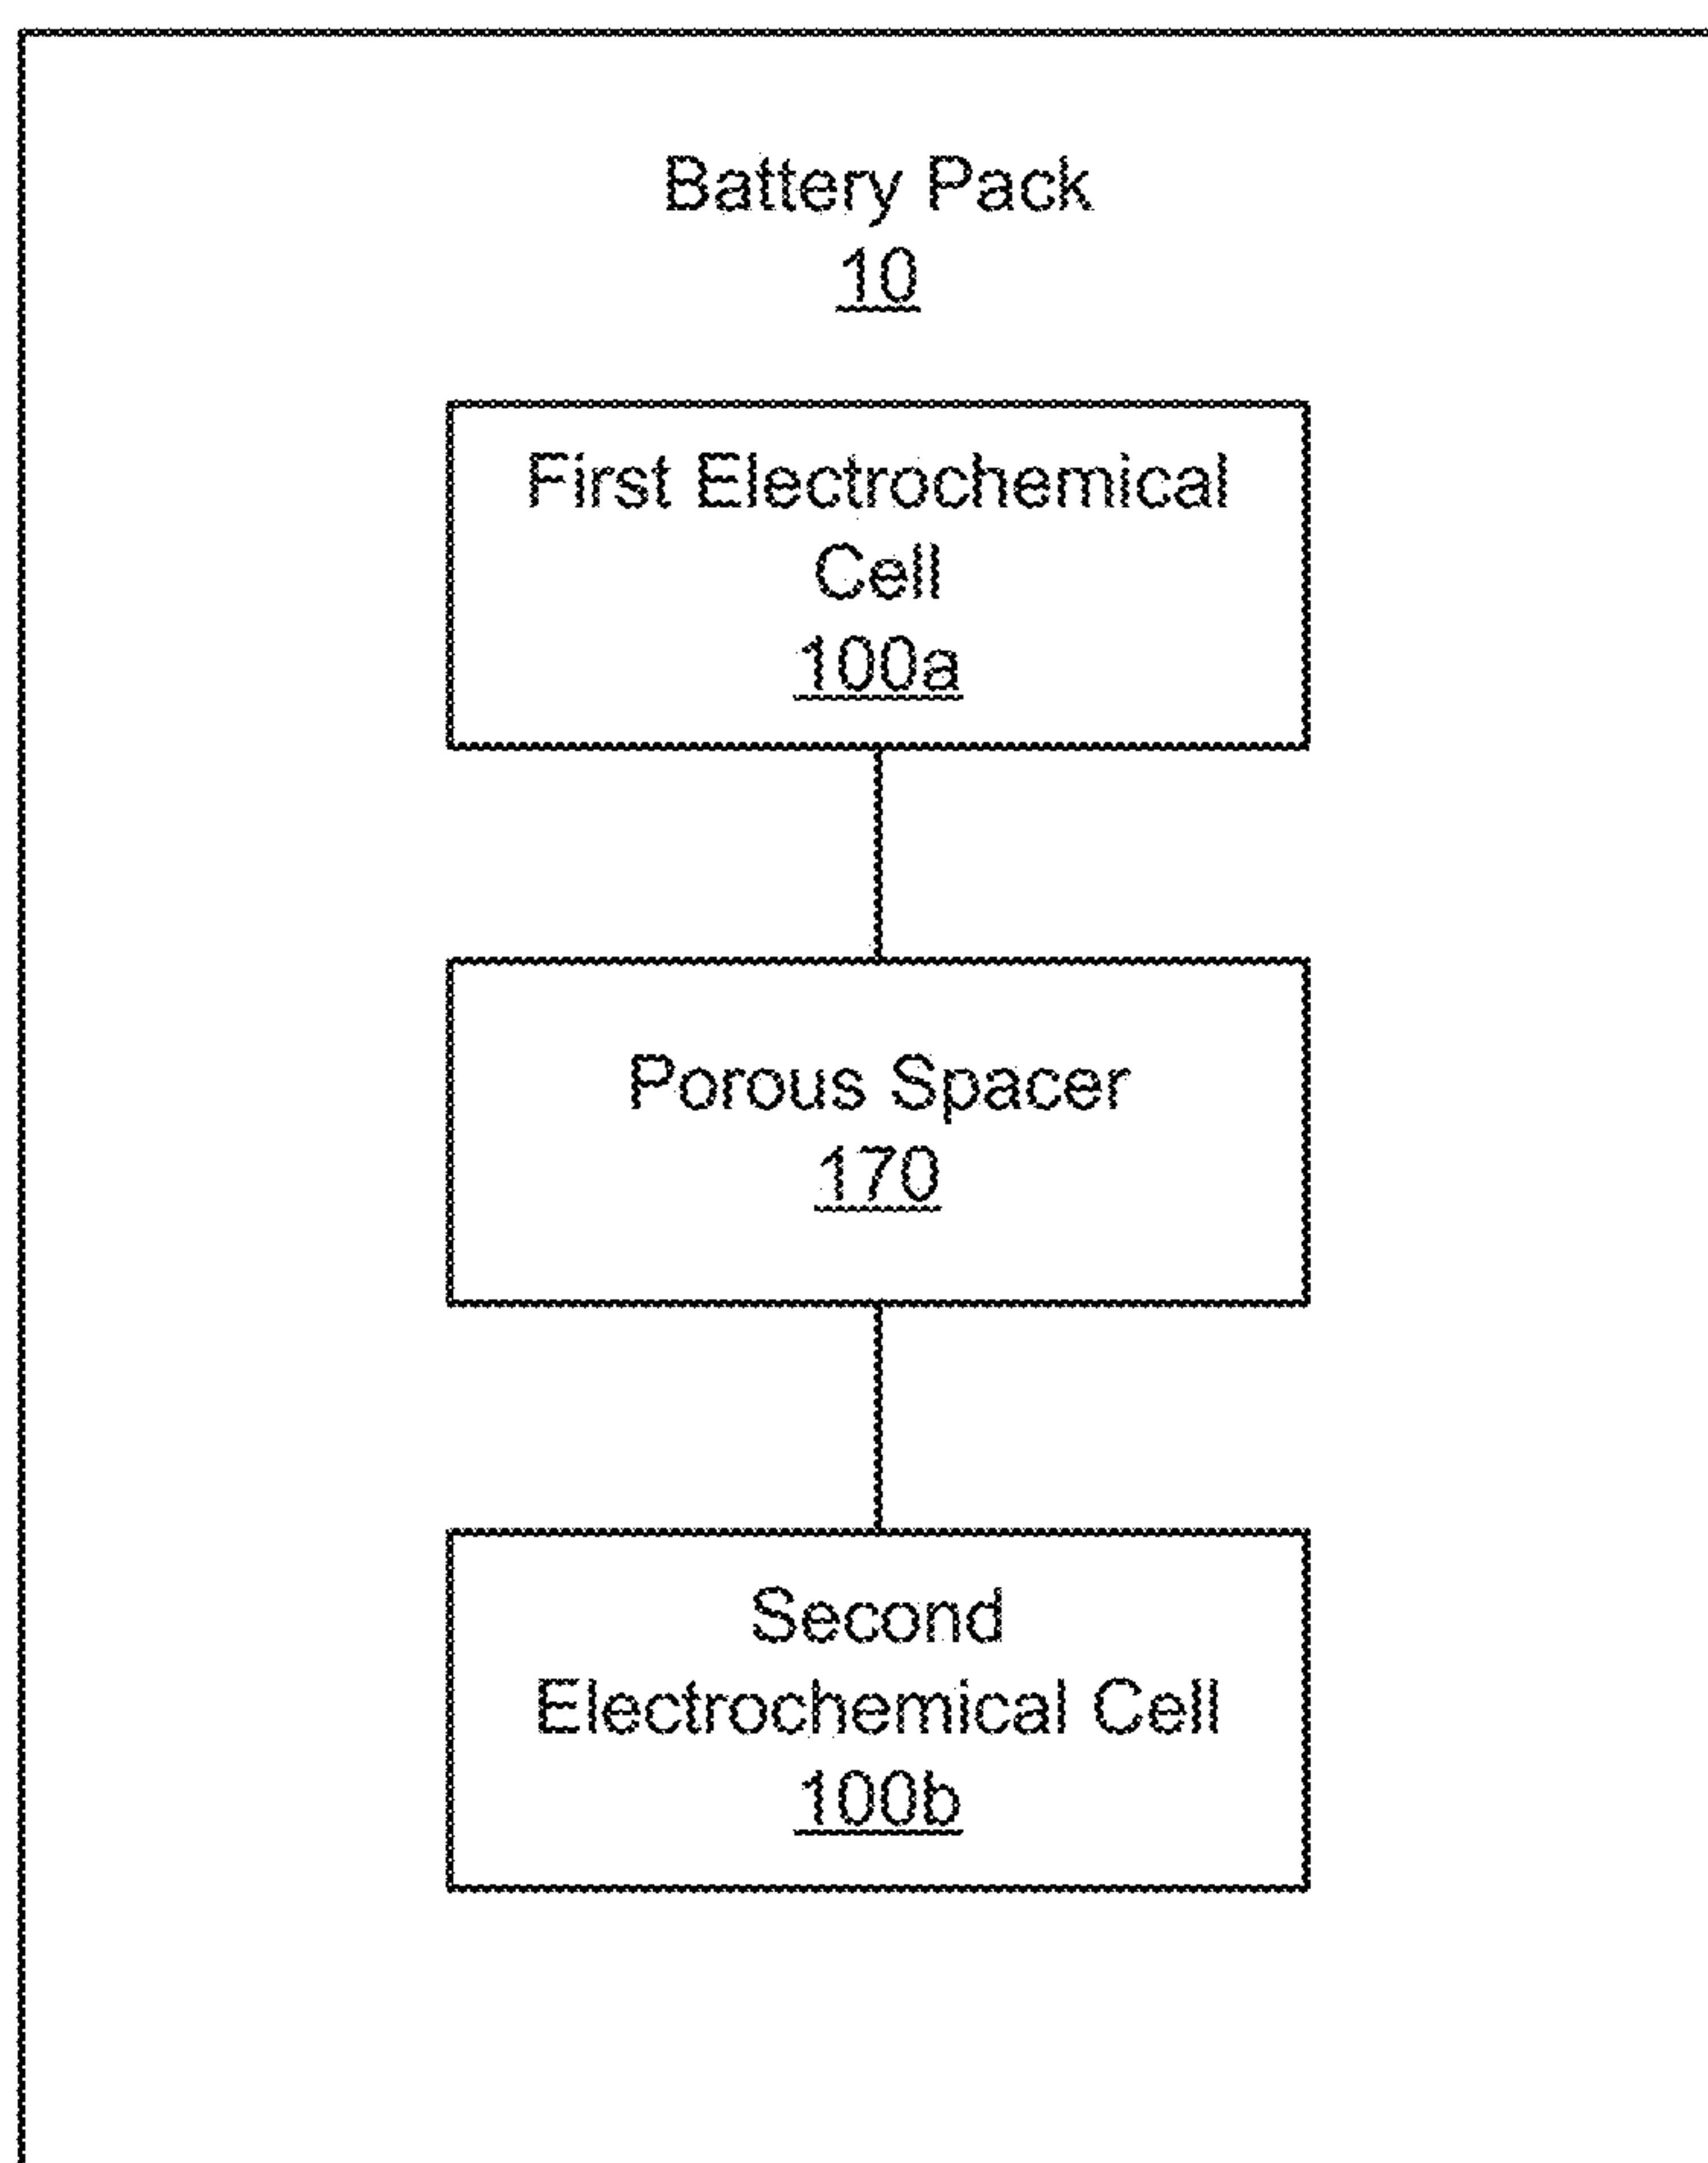 Battery Pack
10
First Electrochemical
Cell
100a
Porous Spacer
170
Second
Electrochemical Cell
100b